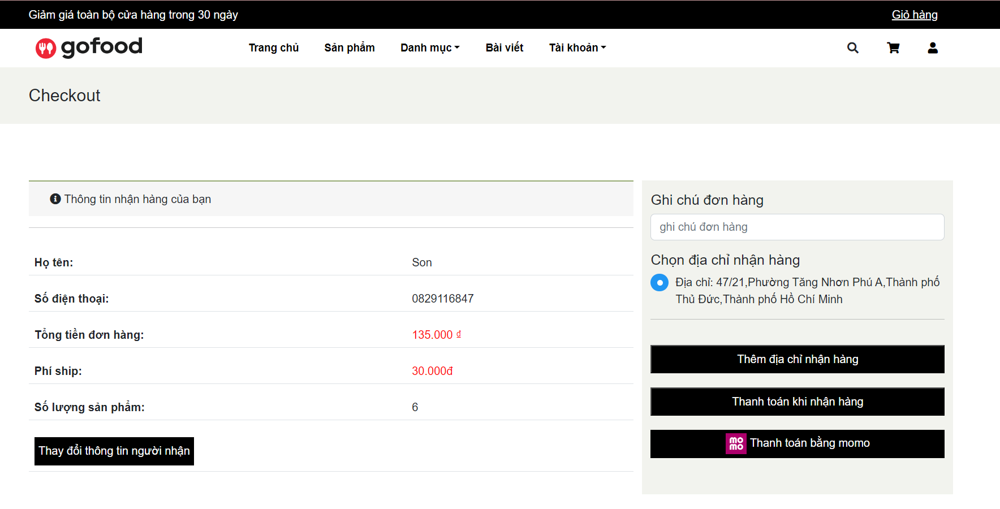 Giảm giá toàn bộ cửa hàng trong 30 ngày
Giỏ hàng
gofood
Trang chủ
Sản phẩm
Danh mục
Bài viết
Tài khoản
Checkout
Thông tin nhận hàng của bạn
Họ tên:
Son
Số điện thoại:
0829116847
Tổng tiền đơn hàng:
135.000 ₫
Phí ship:
30.000đ
Số lượng sản phẩm:
6
Thay đổi thông tin người nhận
Ghi chú đơn hàng
ghi chú đơn hàng
Chọn địa chỉ nhận hàng
Địa chỉ: 47/21,Phường Tăng Nhơn Phú A,Thành phố
Thủ Đức,Thành phố Hồ Chí Minh
Thêm địa chỉ nhận hàng
Thanh toán khi nhận hàng
mo
mo
Thanh toán bằng momo